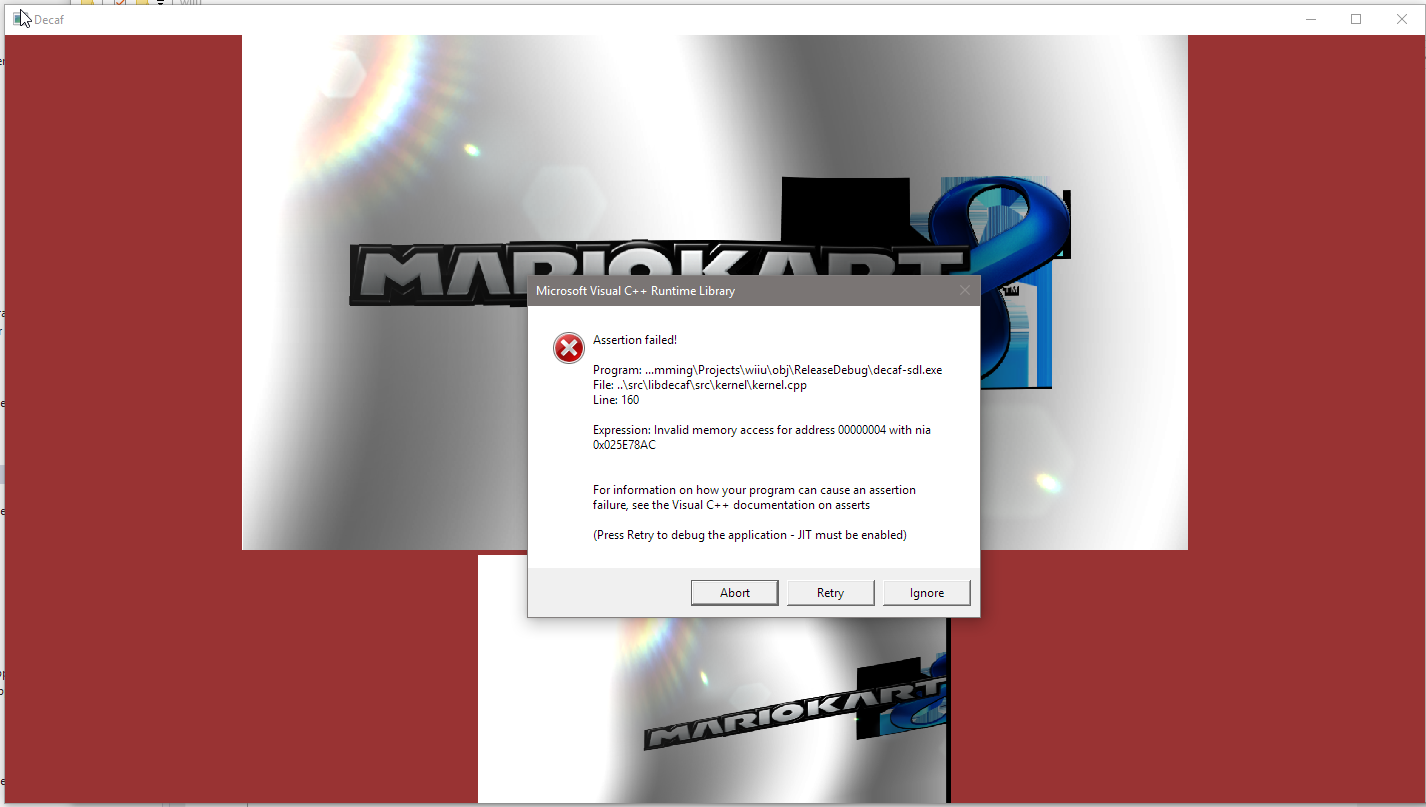 wiiu
Decaf
MARIOKART 8
TM
Microsoft Visual C++ Runtime Library
Assertion failed!
Program: ...mming\Projects\wiiu\obj\ReleaseDebug\decaf-sdl.exe
File: ..\src\libdecaf\src\kernel\kernel.cpp
Line: 160
Expression: Invalid memory access for address 00000004 with nia
0x025E78AC
For information on how your program can cause an assertion
failure, see the Visual C++ documentation on asserts
(Press Retry to debug the application - JIT must be enabled)
Abort Retry Ignore
MARIOKART